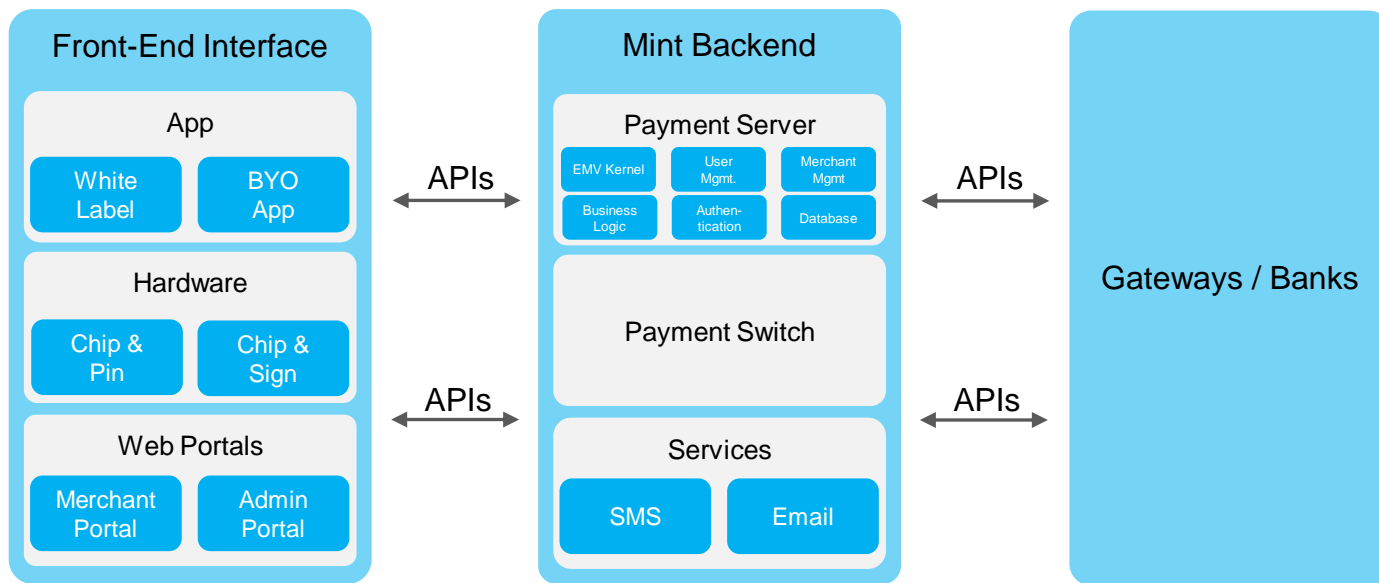 Front-End Interface
App
White
Label
BYO
App
Hardware
Chip &
Pin
Chip &
Sign
Web Portals
Merchant
Portal
Admin
Portal
APIs
APIs
Mint Backend
Payment Server
EMV Kernel
User
Mgmt.
Merchant
Mgmt
Business
Logic
Authen-
tication
Database
Payment Switch
Services
SMS
Email
APIs
APIs
Gateways / Banks